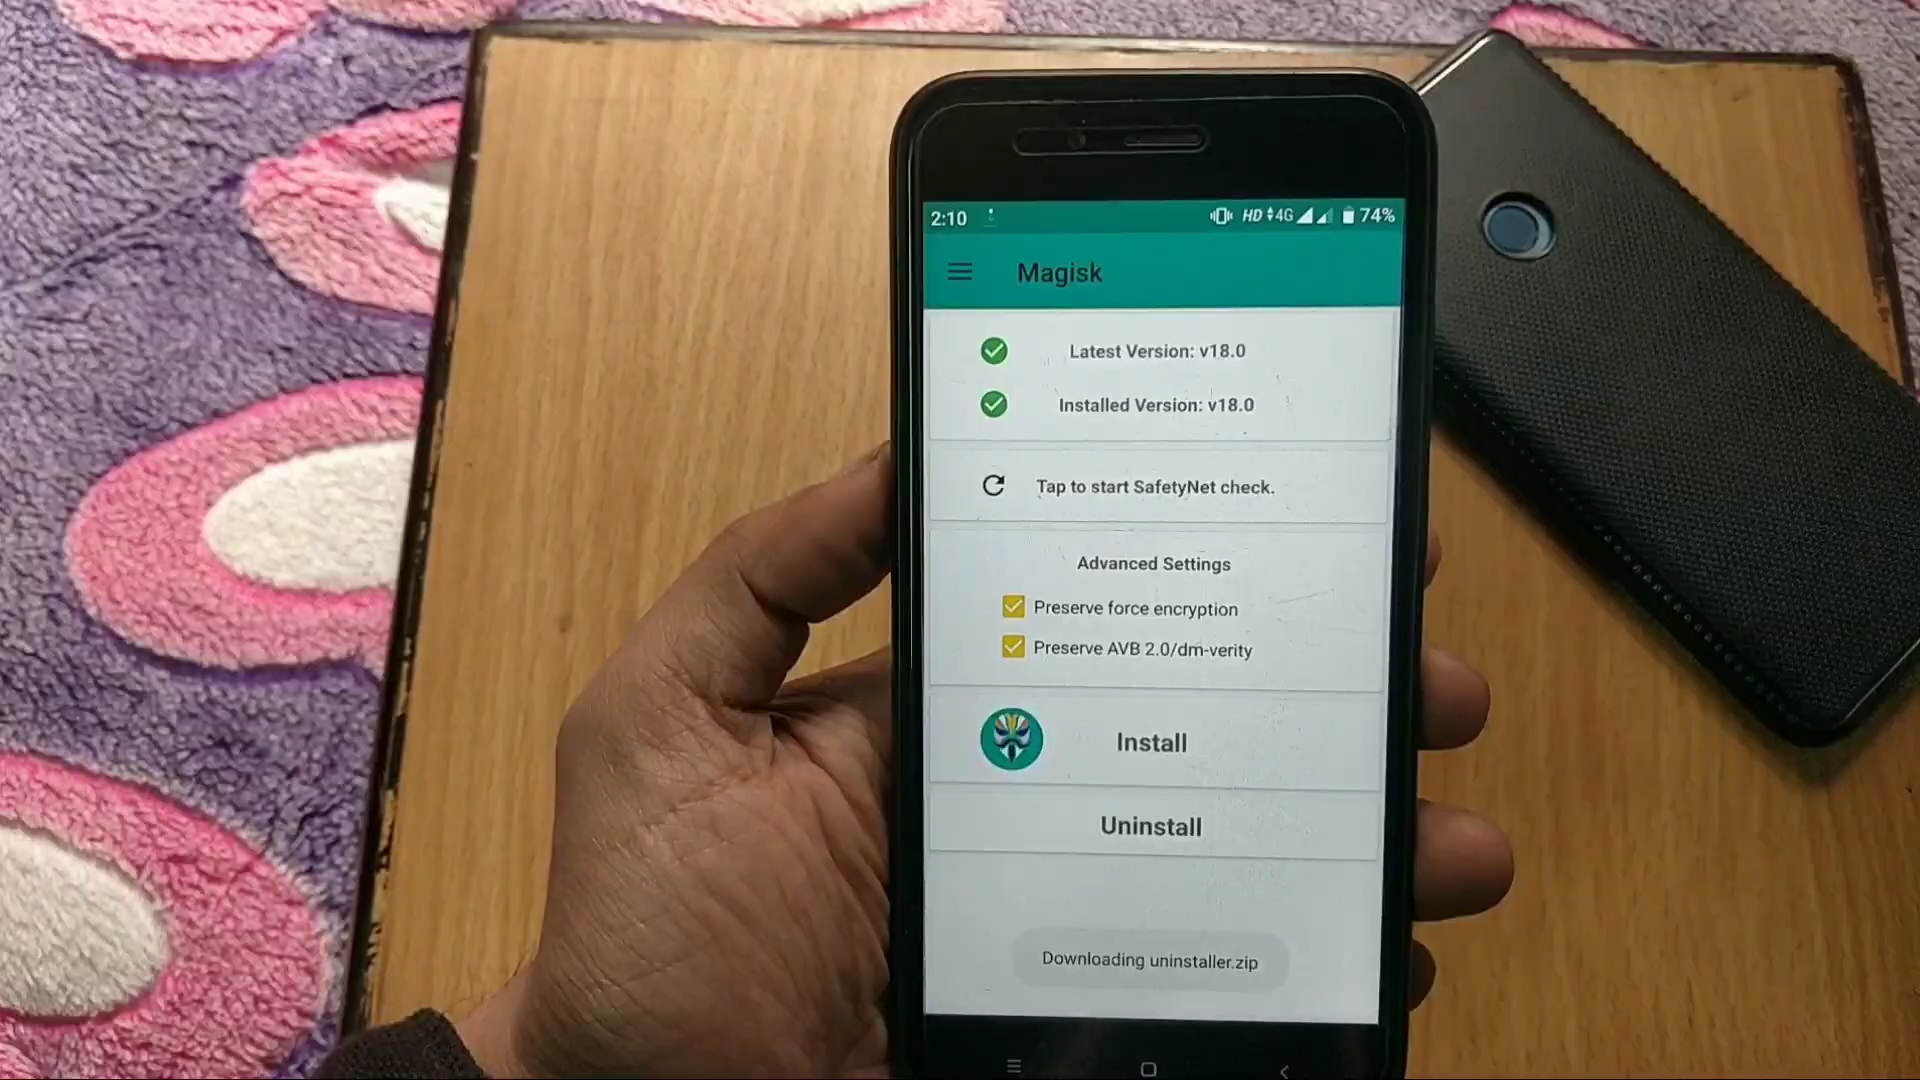 2:10 HD 4G 74%
Magisk
Latest Version: v18.0
Installed Version: v18.0
Tap to start SafetyNet check.
Advanced Settings
Preserve force encryption
Preserve AVB 2.0/dm-verity
Install
Uninstall
Downloading uninstaller.zip